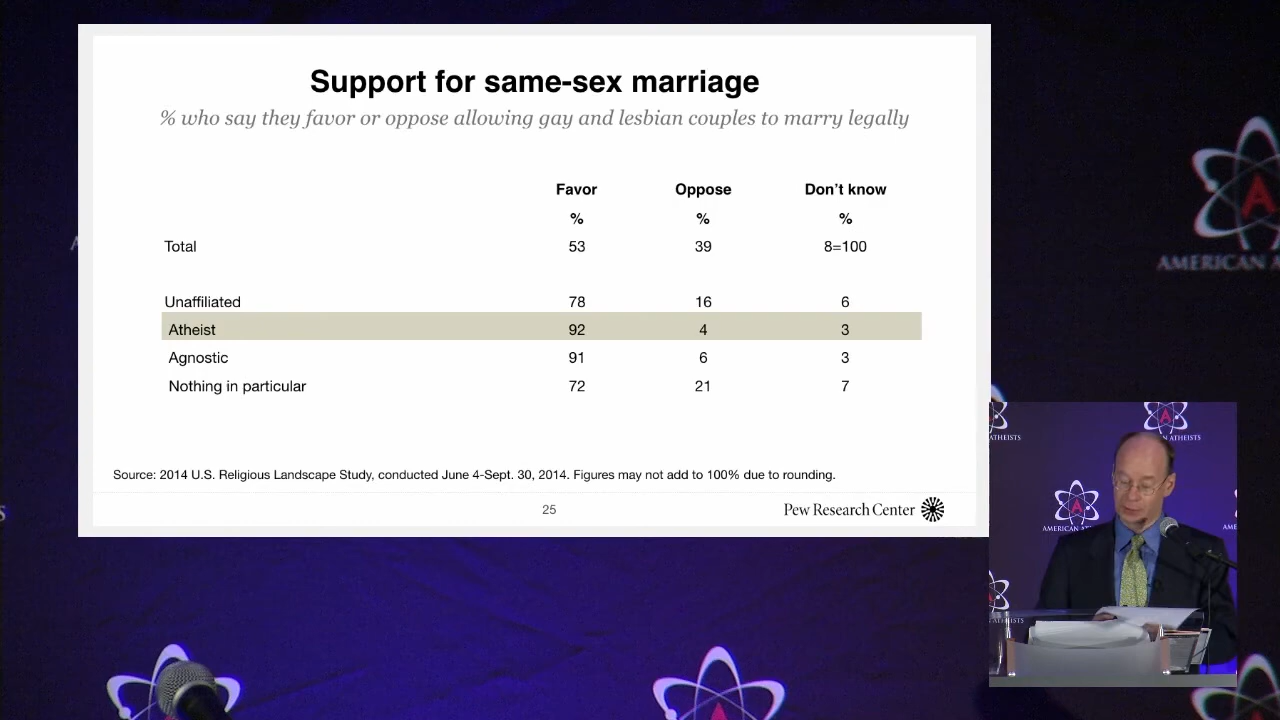 Support for same-sex marriage
% who say they favor or oppose allowing gay and lesbian couples to marry legally
Favor Oppose Don't know
% % %
Total 53 39 8=100
Unaffiliated 78 16 6
Atheist 92 4 3
Agnostic 91 6 3
Nothing in particular 72 21 7
Source: 2014 U.S. Religious Landscape Study, conducted June 4-Sept. 30, 2014. Figures may not add to 100% due to rounding.
25 Pew Research Center
A
AMERICAN A
A
AN ATHEISTS
A
AMERICAN AT